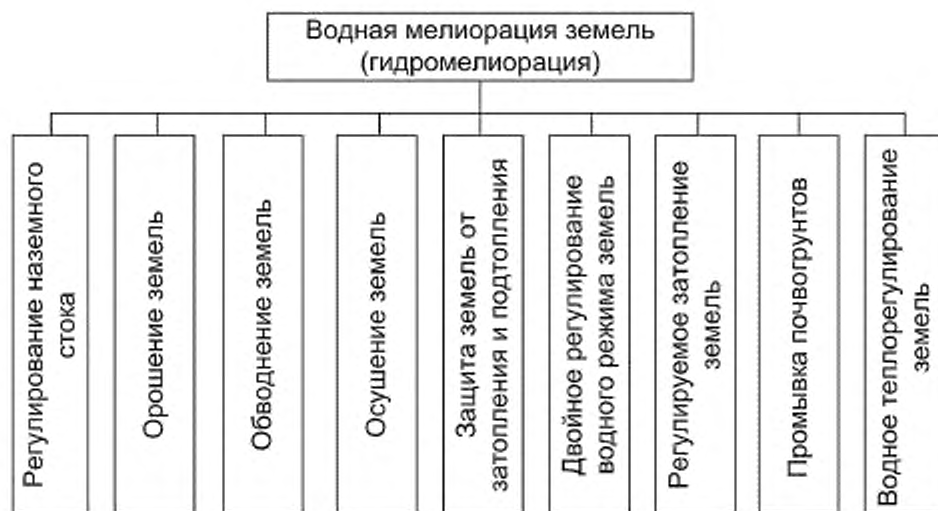 Водная мелиорация земель
(гидромелиорация)
Регулирование наземного
стока
Орошение земель
Обводнение земель
Осушение земель
Защита земель от
затопления и подтопления
Двойное регулирование
водного режима земель
Регулируемое затопление
земель
Промывка почвогрунтов
Водное теплорегулирование
земель